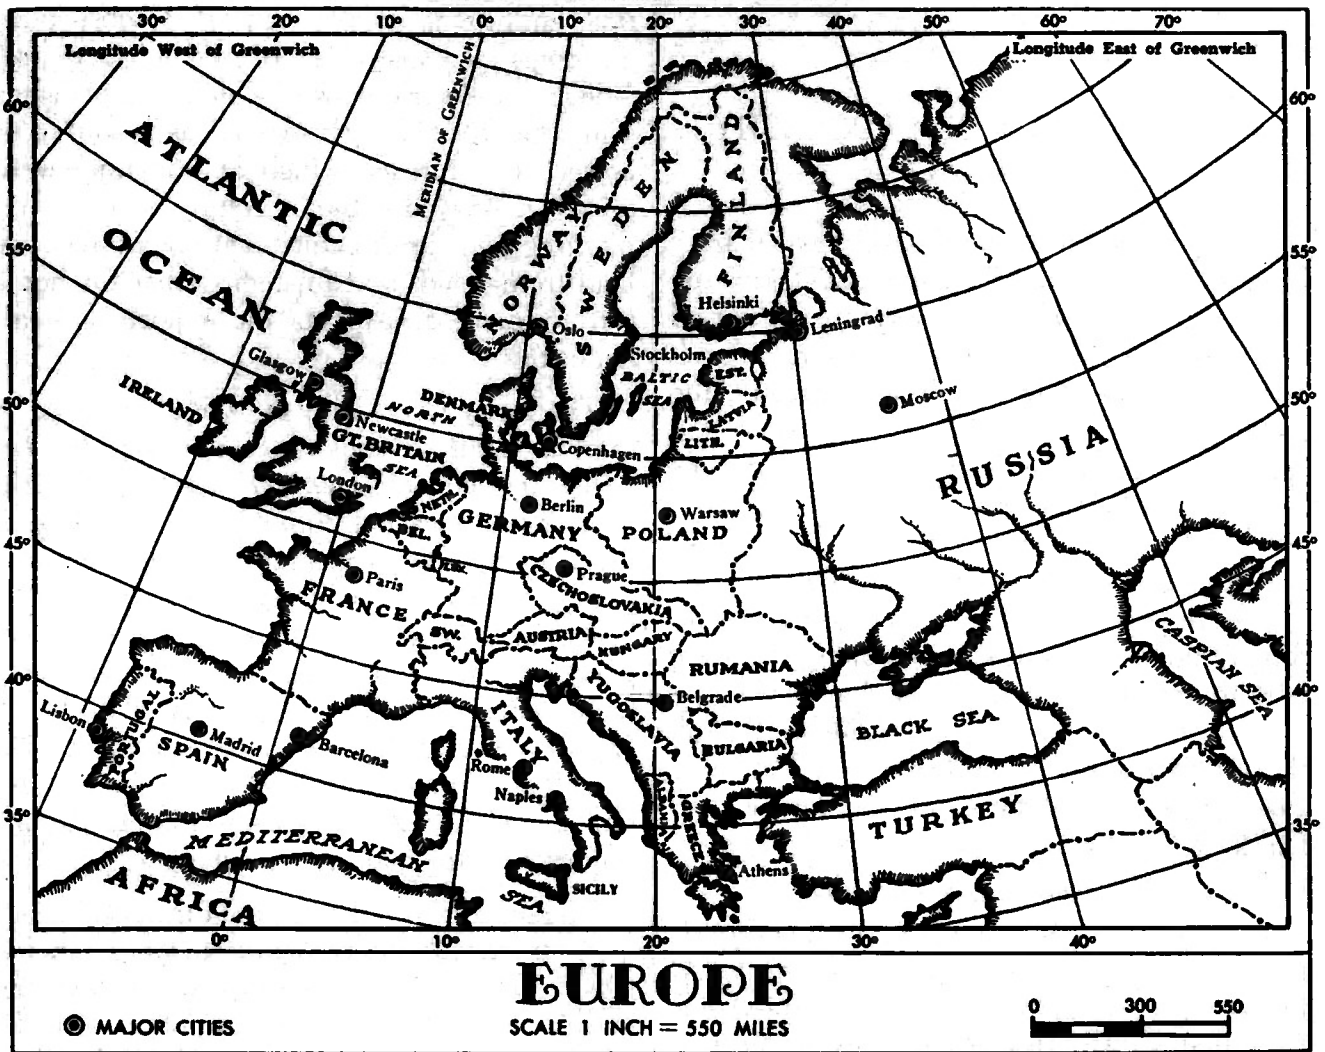 30° 20° 10° 0° 10° 20° 30° 40° 50° 60° 70°
Longitude West of Greenwich
Longitude East of Greenwich
MERIDIAN OF GREENWICH
60° 60°
ATLANTIC
OCEAN
55° 55°
NORWAY
SWEDEN
FINLAND
Helsinki
Oslo
Leningrad
Stockholm
Glasgow
BALTIC
SEA
EST.
IRELAND
DENMARK
NORTH
SEA
LATVIA
Moscow
50° 50°
Newcastle
GT. BRITAIN
LITH.
Copenhagen
RUSSIA
London
NETH.
Berlin
Warsaw
GERMANY
POLAND
BEL.
45° 45°
Prague
Paris
CZECHOSLOVAKIA
FRANCE
SW.
AUSTRIA
HUNGARY
CASPIAN SEA
RUMANIA
40° 40°
YUGOSLAVIA
Belgrade
Lisbon
PORTUGAL
Madrid
SPAIN
Barcelona
ITALY
BLACK SEA
BULGARIA
Rome
Naples
ALBANIA
GREECE
TURKEY
35° 35°
MEDITERRANEAN
SEA
Athens
SICILY
AFRICA
0° 10° 20° 30° 40°
EUROPE
MAJOR CITIES
SCALE 1 INCH = 550 MILES
0 300 550